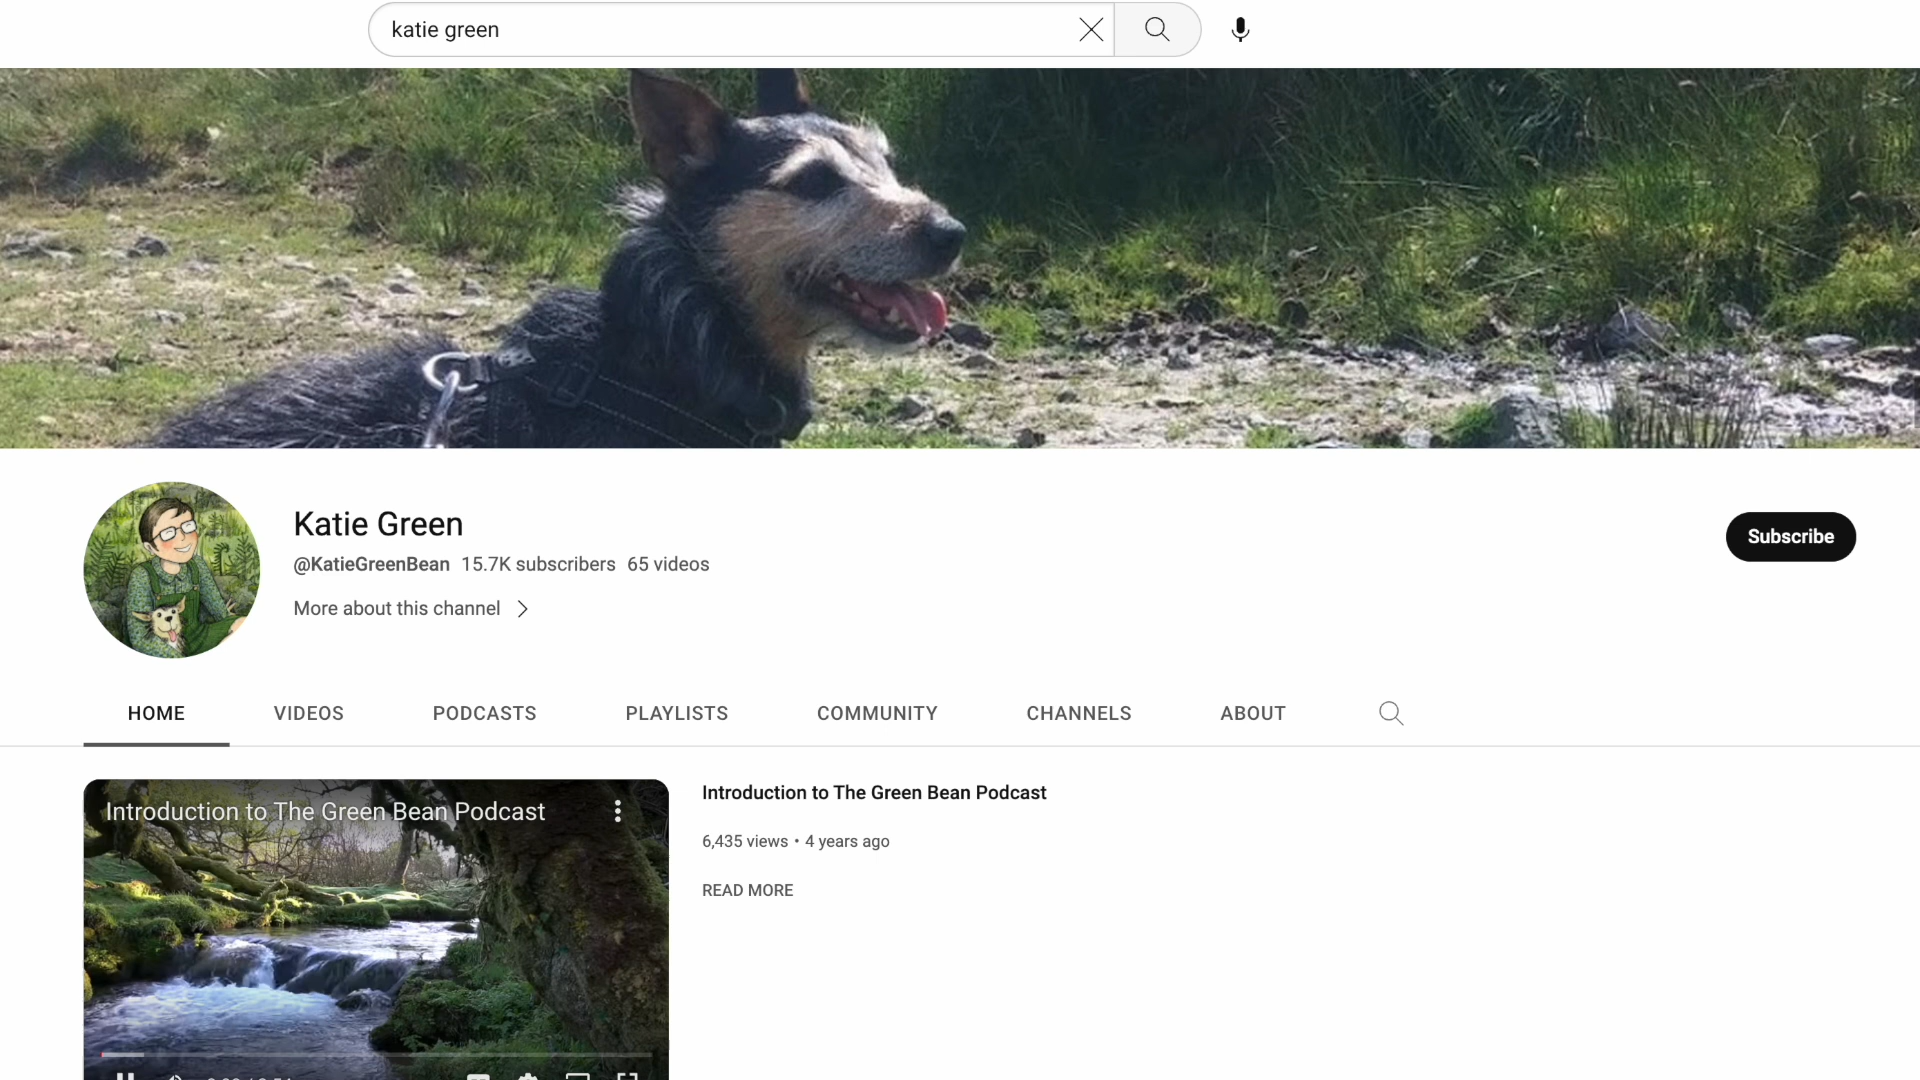 katie green
Katie Green
Subscribe
@KatieGreenBean 15.7K subscribers 65 videos
More about this channel
HOME VIDEOS PODCASTS PLAYLISTS COMMUNITY CHANNELS ABOUT
Introduction to The Green Bean Podcast
Introduction to The Green Bean Podcast
6,435 views • 4 years ago
READ MORE